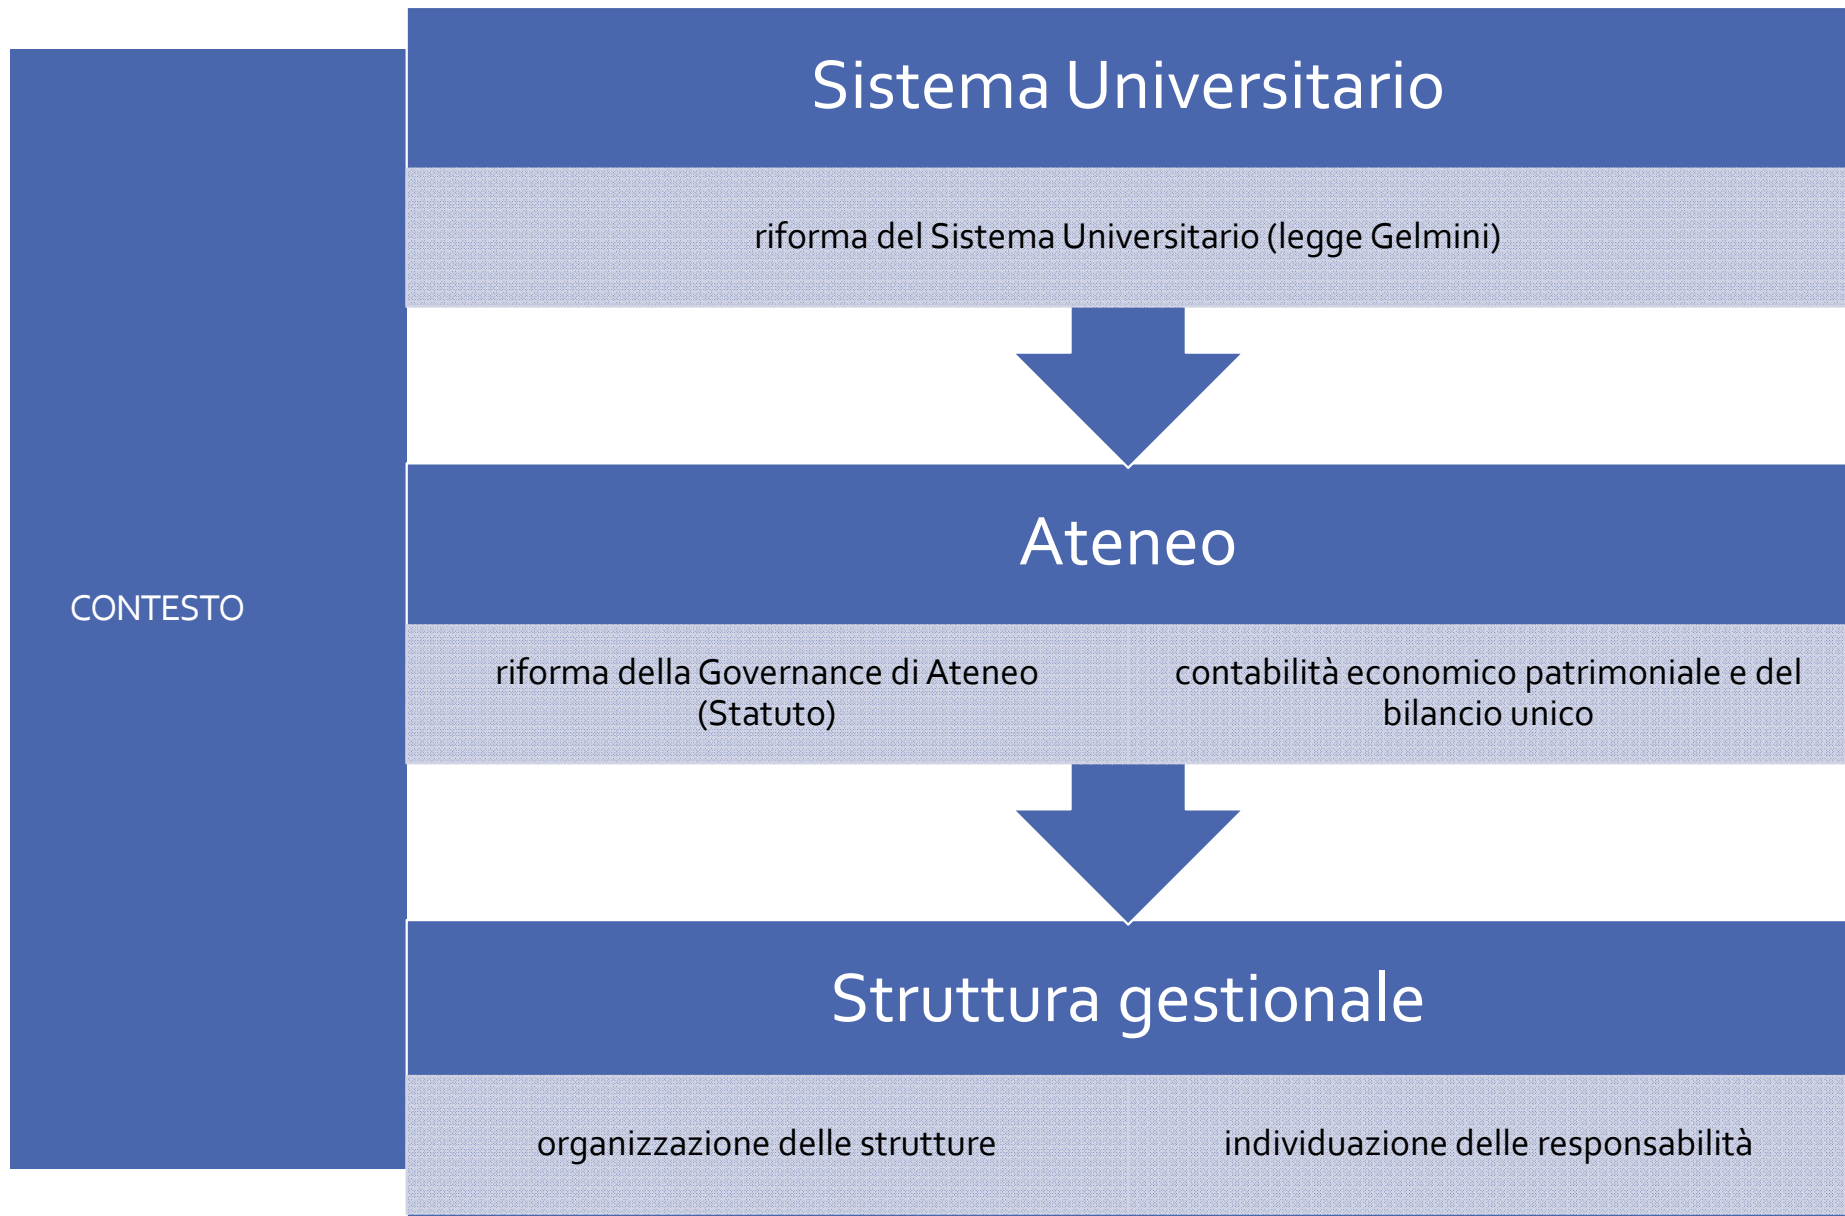 Sistema Universitario
riforma del Sistema Universitario (legge Gelmini)
CONTESTO
Ateneo
riforma della Governance di Ateneo
(Statuto)
contabilità economico patrimoniale e del
bilancio unico
Struttura gestionale
organizzazione delle strutture
individuazione delle responsabilità